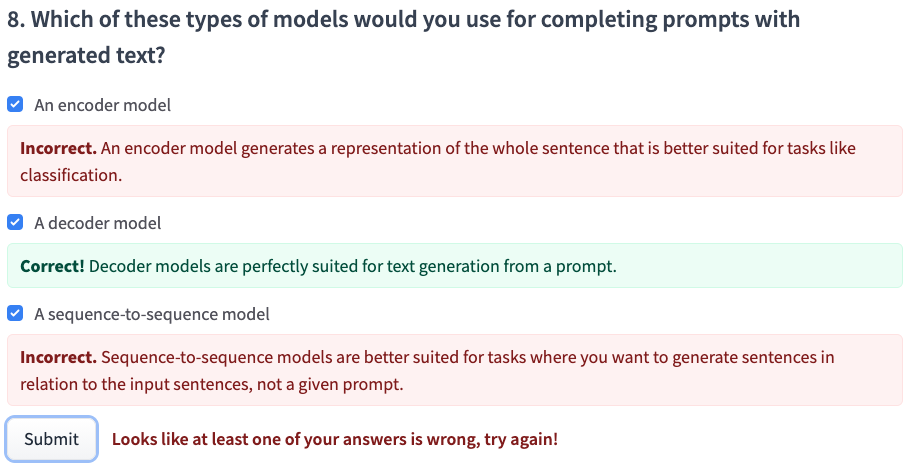 8. Which of these types of models would you use for completing prompts with
generated text?
An encoder model
Incorrect. An encoder model generates a representation of the whole sentence that is better suited for tasks like
classification.
A decoder model
Correct! Decoder models are perfectly suited for text generation from a prompt.
A sequence-to-sequence model
Incorrect. Sequence-to-sequence models are better suited for tasks where you want to generate sentences in
relation to the input sentences, not a given prompt.
Submit Looks like at least one of your answers is wrong, try again!